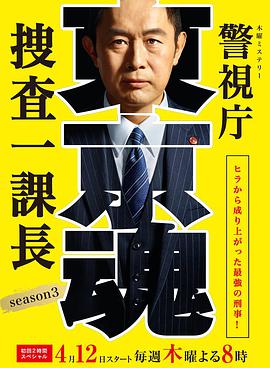 木曜ミステリー
警視庁
捜査一課長
season3
東京魂
ヒラから成り上がった最強の刑事！
初回2時間
スペシャル
4月12日スタート 毎週木曜よる8時